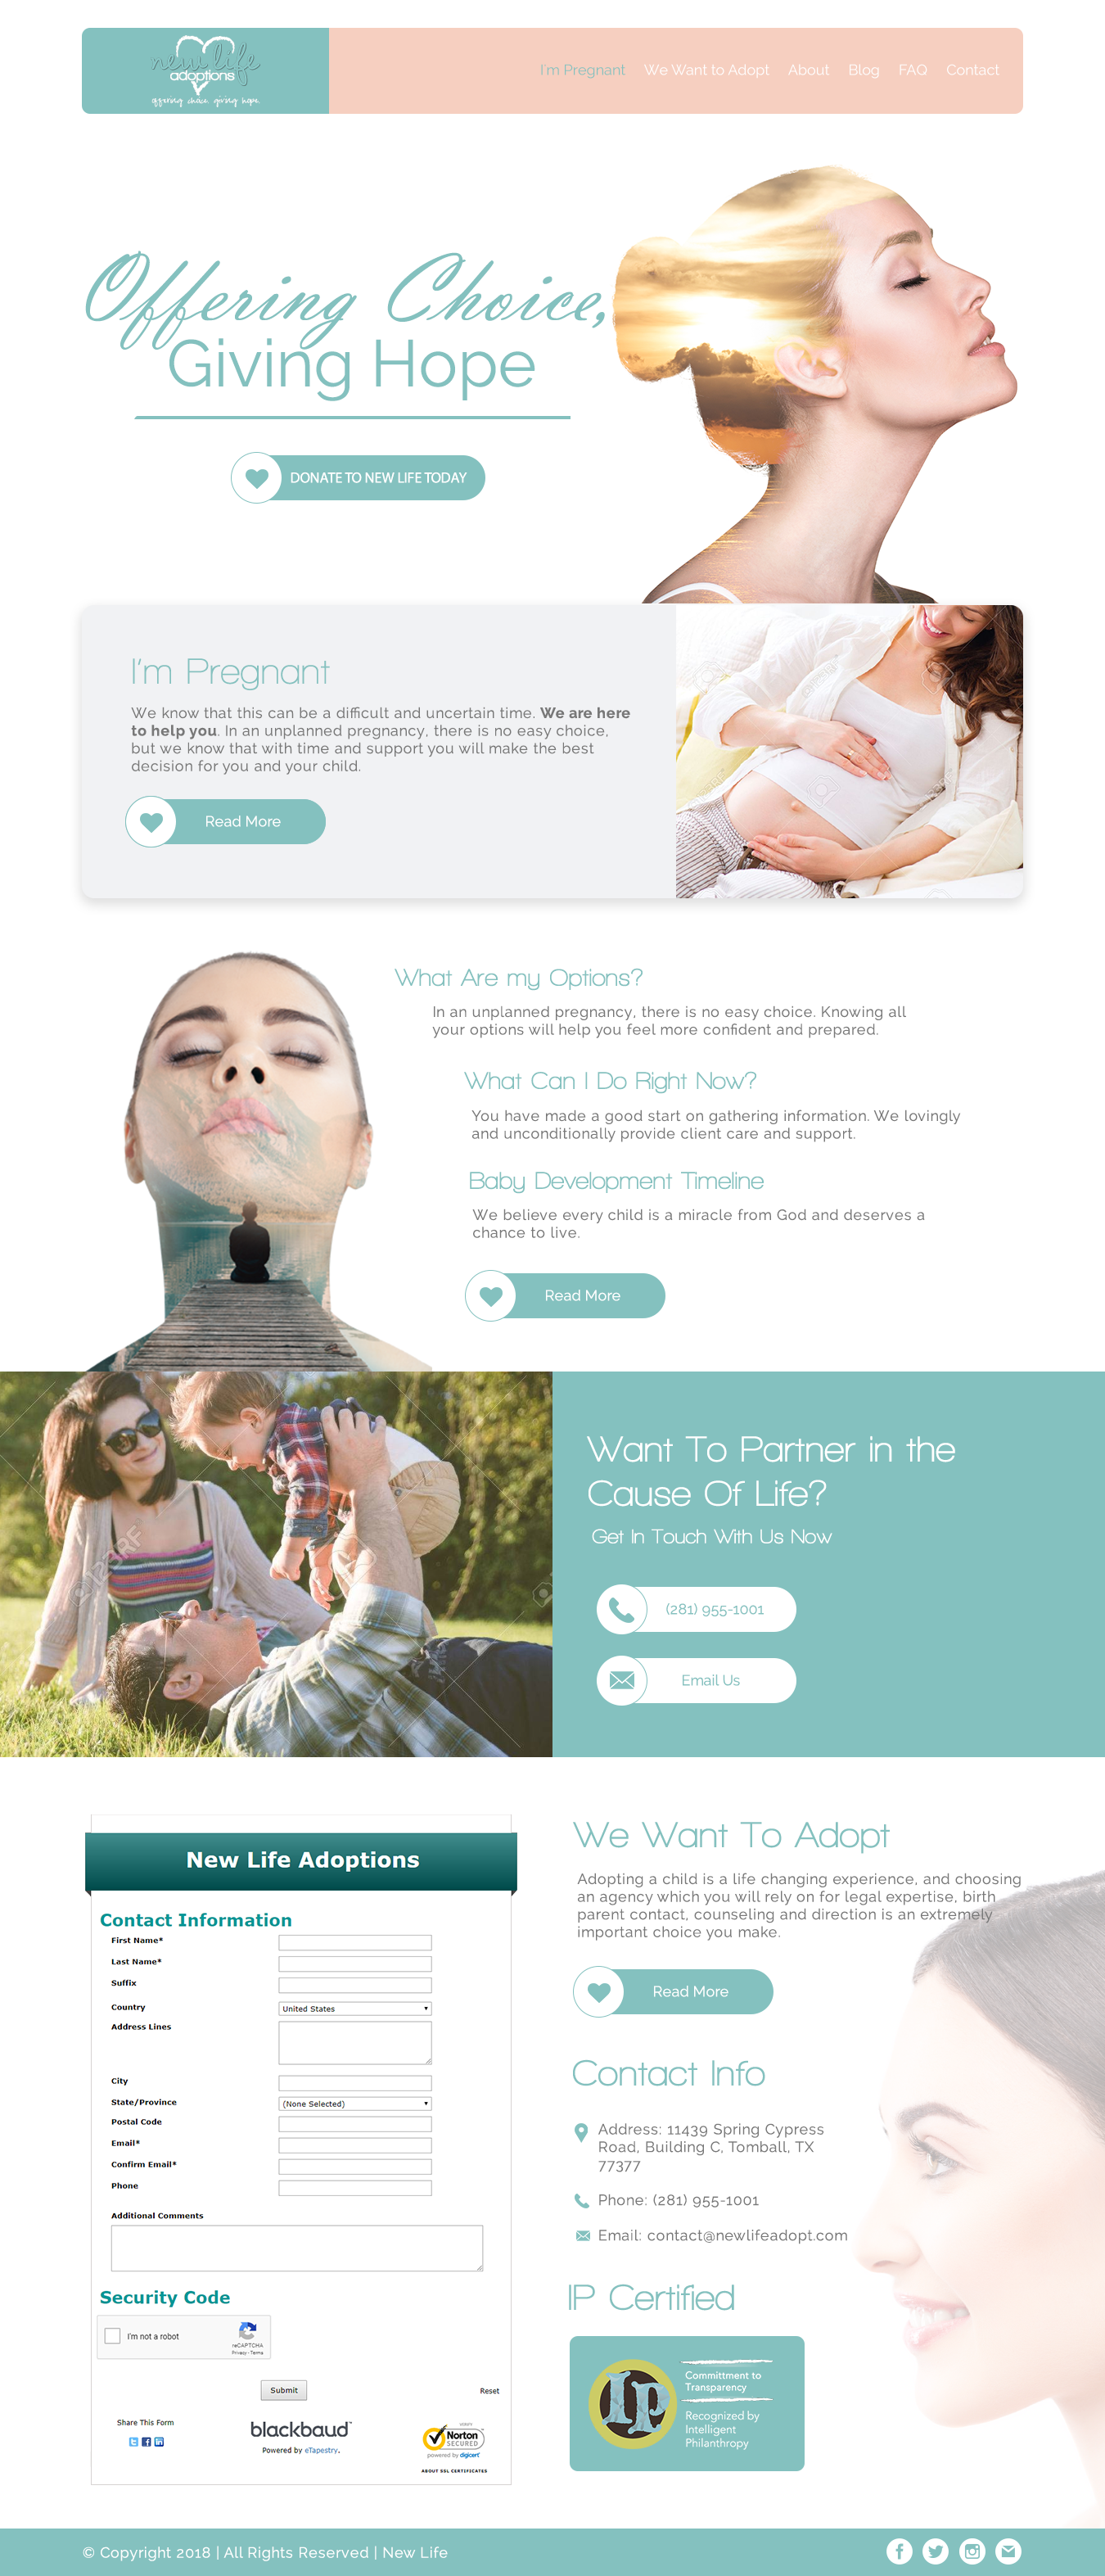 new life
adoptions
offering choice, giving hope
I'm Pregnant We Want to Adopt About Blog FAQ Contact
Offering Choice,
Giving Hope
DONATE TO NEW LIFE TODAY
I'm Pregnant
We know that this can be a difficult and uncertain time. We are here
to help you. In an unplanned pregnancy, there is no easy choice,
but we know that with time and support you will make the best
decision for you and your child.
Read More
What Are my Options?
In an unplanned pregnancy, there is no easy choice. Knowing all
your options will help you feel more confident and prepared.
What Can I Do Right Now?
You have made a good start on gathering information. We lovingly
and unconditionally provide client care and support.
Baby Development Timeline
We believe every child is a miracle from God and deserves a
chance to live.
Read More
Want To Partner in the
Cause Of Life?
Get In Touch With Us Now
(281) 955-1001
Email Us
New Life Adoptions
Contact Information
First Name*
Last Name*
Suffix
Country United States
Address Lines
City
State/Province (None Selected)
Postal Code
Email*
Confirm Email*
Phone
Additional Comments
Security Code
I'm not a robot
reCAPTCHA
Privacy - Terms
Submit Reset
Share This Form
blackbaud™
Powered by eTapestry.
Norton
SECURED
powered by digicert
ABOUT SSL CERTIFICATES
We Want To Adopt
Adopting a child is a life changing experience, and choosing
an agency which you will rely on for legal expertise, birth
parent contact, counseling and direction is an extremely
important choice you make.
Read More
Contact Info
Address: 11439 Spring Cypress
Road, Building C, Tomball, TX
77377
Phone: (281) 955-1001
Email: contact@newlifeadopt.com
IP Certified
Ip
Committment to
Transparency
Recognized by
Intelligent
Philanthropy
© Copyright 2018 | All Rights Reserved | New Life